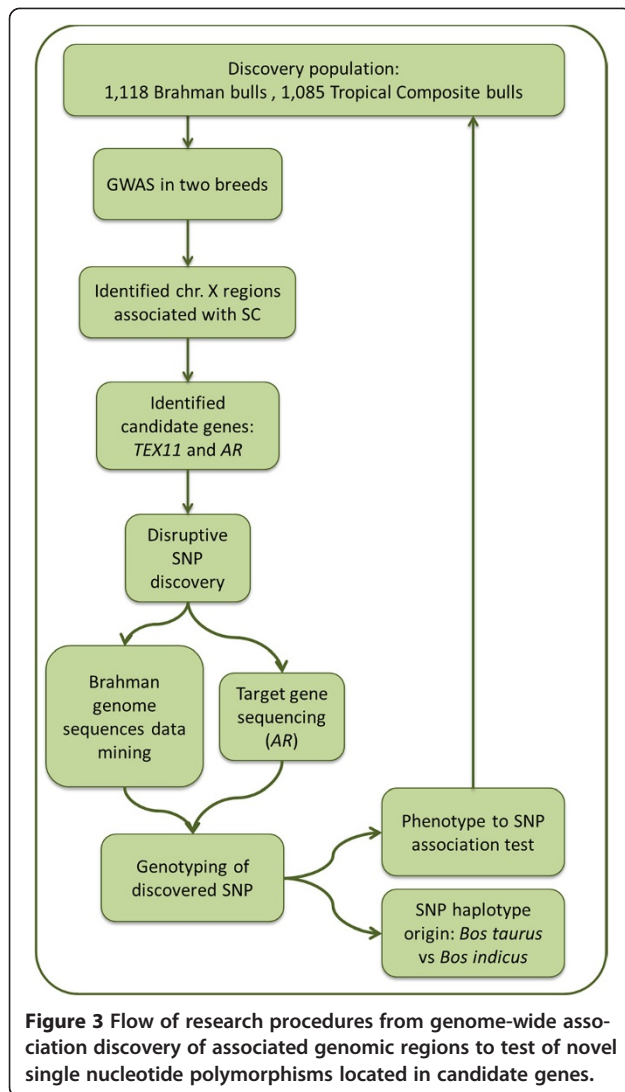 Discovery population:
1,118 Brahman bulls , 1,085 Tropical Composite bulls
GWAS in two breeds
Identified chr. X regions
associated with SC
Identified
candidate genes:
TEX11 and AR
Disruptive
SNP
discovery
Brahman
genome
sequences data
mining
Target gene
sequencing
(AR)
Genotyping of
discovered SNP
Phenotype to SNP
association test
SNP haplotype
origin: Bos taurus
vs Bos indicus
Figure 3 Flow of research procedures from genome-wide asso-
ciation discovery of associated genomic regions to test of novel
single nucleotide polymorphisms located in candidate genes.